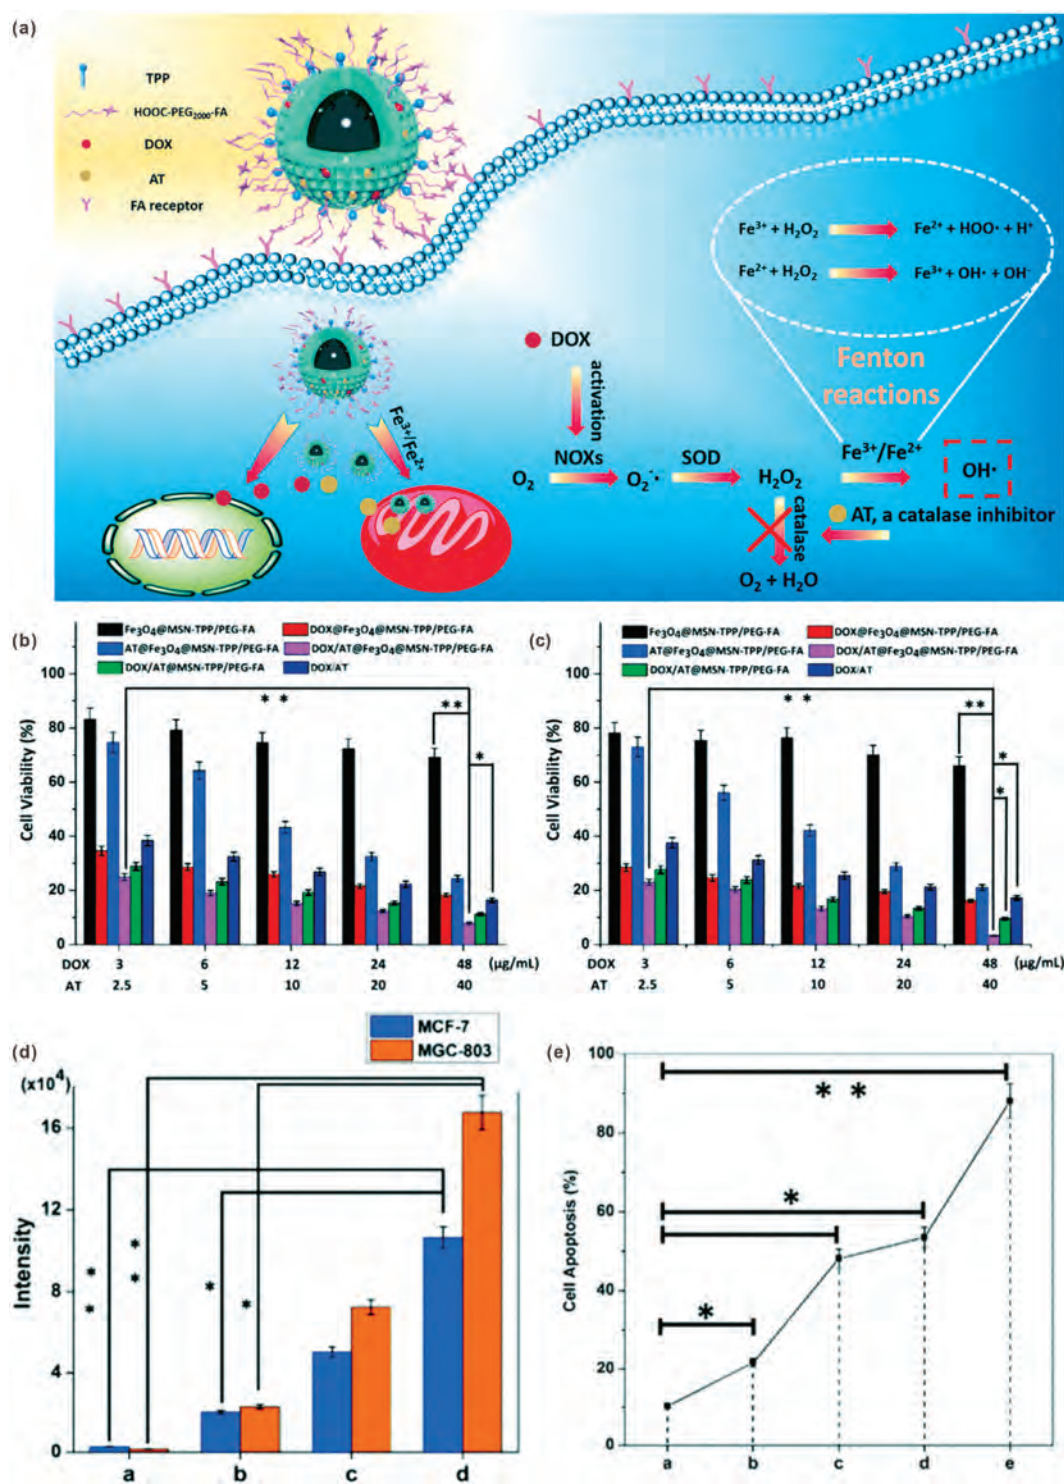 (a)
TPP
HOOC-PEG2000-FA
DOX
AT
FA receptor
Fe3+ + H2O2 Fe2+ + HOO• + H+
Fe2+ + H2O2 Fe3+ + OH• + OH-
Fenton
reactions
DOX
activation
Fe3+/Fe2+
O2 NOXs O2-• SOD H2O2 Fe3+/Fe2+ OH•
catalase
AT, a catalase inhibitor
O2 + H2O
(b)
Fe3O4@MSN-TPP/PEG-FA DOX@Fe3O4@MSN-TPP/PEG-FA
AT@Fe3O4@MSN-TPP/PEG-FA DOX/AT@Fe3O4@MSN-TPP/PEG-FA
DOX/AT@MSN-TPP/PEG-FA DOX/AT
Cell Viability (%)
80
60
40
20
0
* *
**
*
DOX 3 6 12 24 48 (μg/mL)
AT 2.5 5 10 20 40
(c)
Fe3O4@MSN-TPP/PEG-FA DOX@Fe3O4@MSN-TPP/PEG-FA
AT@Fe3O4@MSN-TPP/PEG-FA DOX/AT@Fe3O4@MSN-TPP/PEG-FA
DOX/AT@MSN-TPP/PEG-FA DOX/AT
Cell Viability (%)
80
60
40
20
0
* *
**
*
*
DOX 3 6 12 24 48 (μg/mL)
AT 2.5 5 10 20 40
(d)
MCF-7
MGC-803
(x10^4)
Intensity
16
12
8
4
0
* *
* *
*
*
a b c d
(e)
Cell Apoptosis (%)
100
80
60
40
20
0
* *
*
*
a b c d e